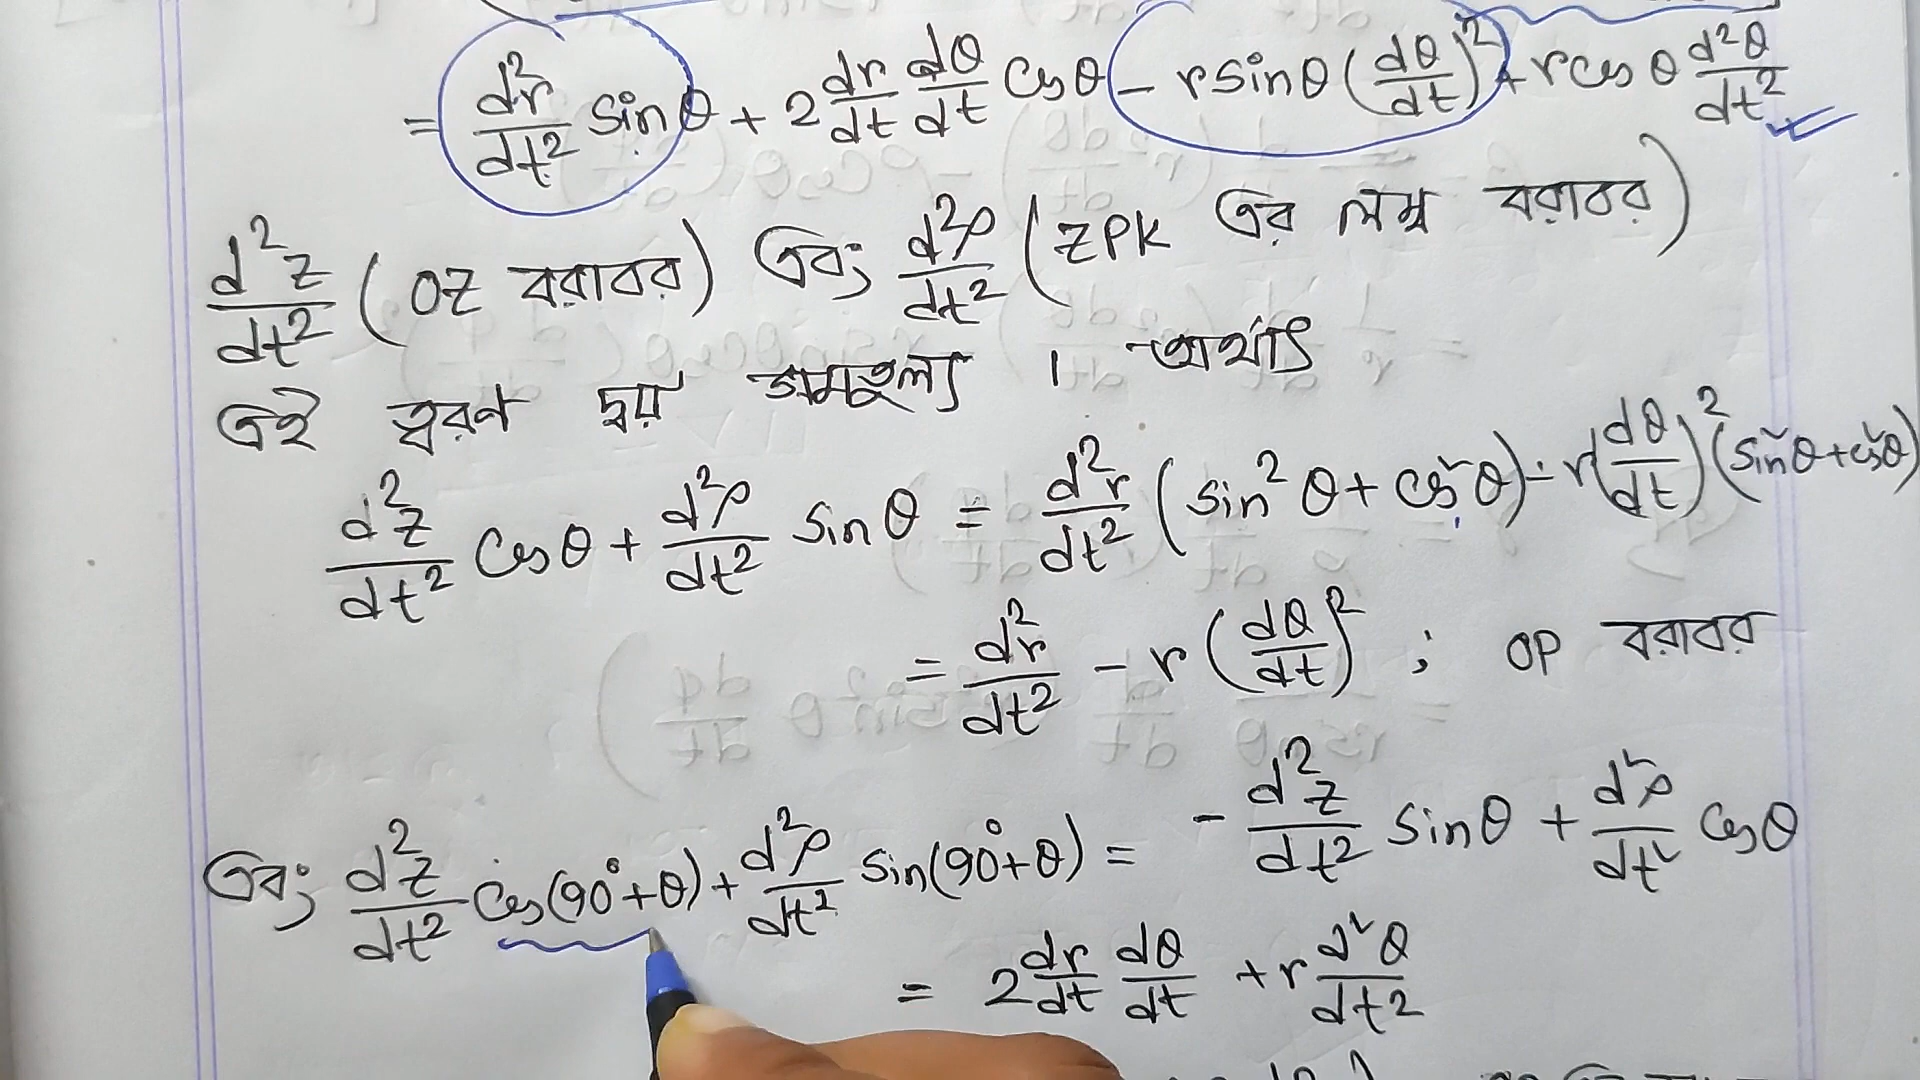 = d²r/dt² sinθ + 2 dr/dt dθ/dt cosθ - r sinθ (dθ/dt)² + r cosθ d²θ/dt²
d²z/dt² ( OZ বরাবর ) এবং d²ρ/dt² ( ZPK এর লম্ব বরাবর )
এই ত্বরণ দ্বয় সমতুল্য । অর্থাৎ
d²z/dt² cosθ + d²ρ/dt² sinθ = d²r/dt² (sin²θ + cos²θ) - r(dθ/dt)² (sin²θ + cos²θ)
= d²r/dt² - r (dθ/dt)² ; OP বরাবর
এবং d²z/dt² cos(90°+θ) + d²ρ/dt² sin(90°+θ) = - d²z/dt² sinθ + d²ρ/dt² cosθ
= 2 dr/dt dθ/dt + r d²θ/dt²